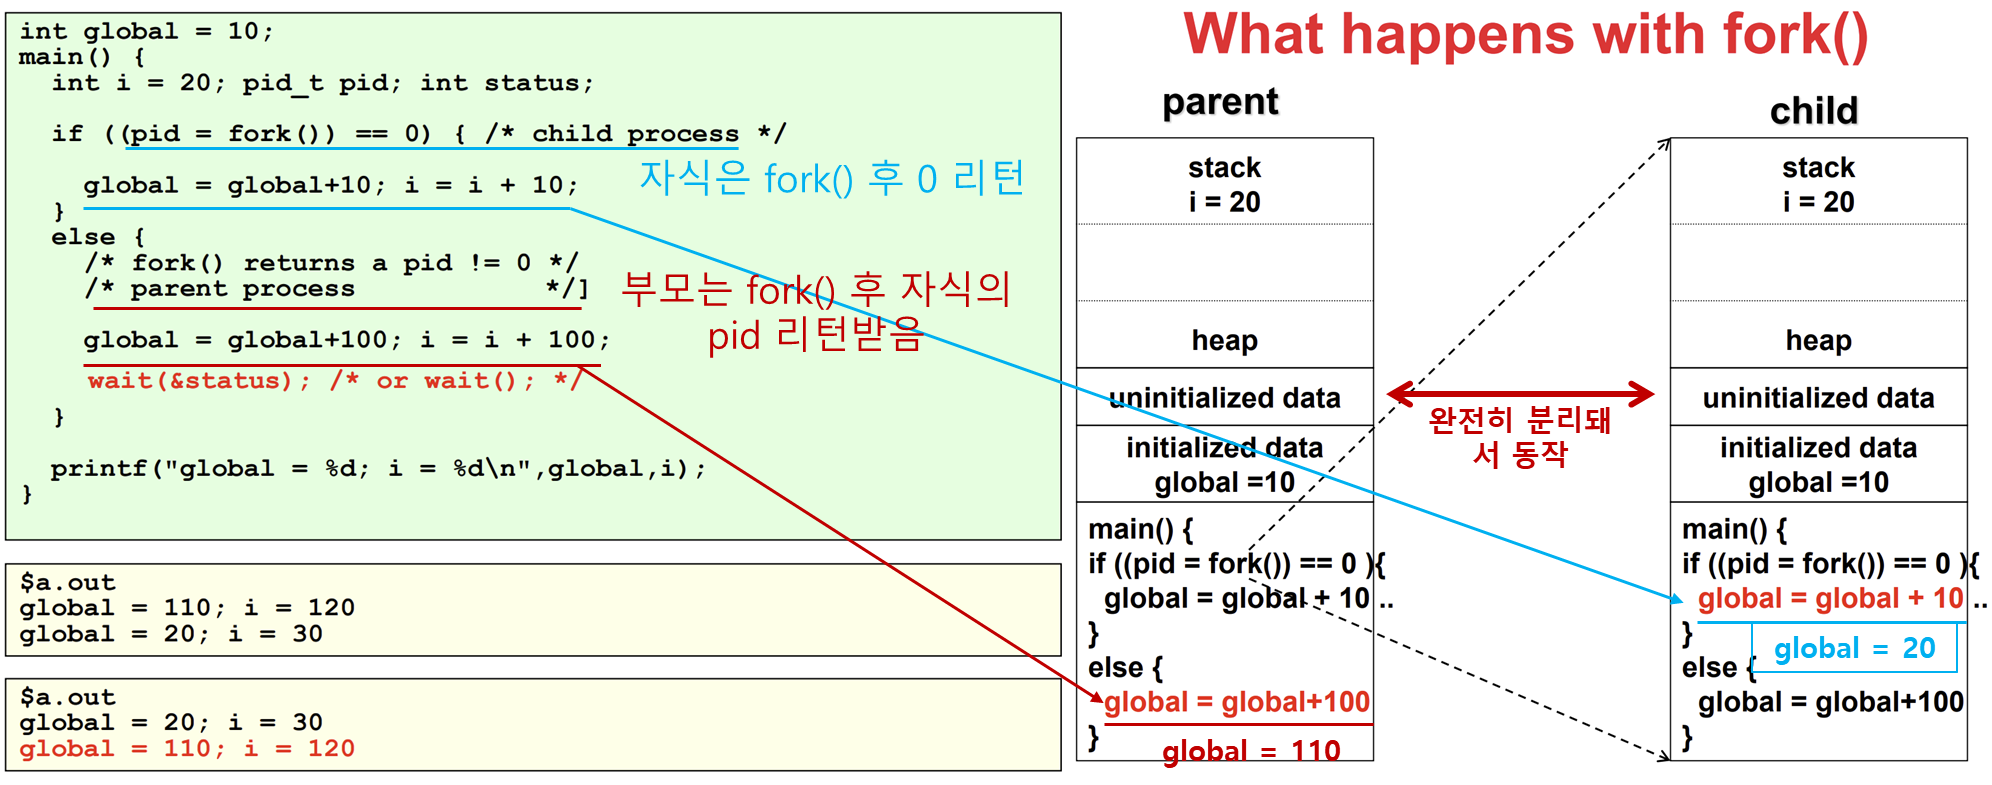 int global = 10;
main() {
int i = 20; pid_t pid; int status;
if ((pid = fork()) == 0) { /* child process */
자식은 fork() 후 0 리턴
global = global+10; i = i + 10;
}
else {
/* fork() returns a pid != 0 */
/* parent process */]
부모는 fork() 후 자식의
pid 리턴받음
global = global+100; i = i + 100;
wait(&status); /* or wait(); */
}
printf("global = %d; i = %d\n",global,i);
}
$a.out
global = 110; i = 120
global = 20; i = 30
$a.out
global = 20; i = 30
global = 110; i = 120
What happens with fork()
parent
stack
i = 20
heap
uninitialized data
initialized data
global =10
main() {
if ((pid = fork()) == 0 ){
global = global + 10 ..
}
else {
global = global+100
}
global = 110
완전히 분리돼
서 동작
child
stack
i = 20
heap
uninitialized data
initialized data
global =10
main() {
if ((pid = fork()) == 0 ){
global = global + 10 ..
}
global = 20
else {
global = global+100
}